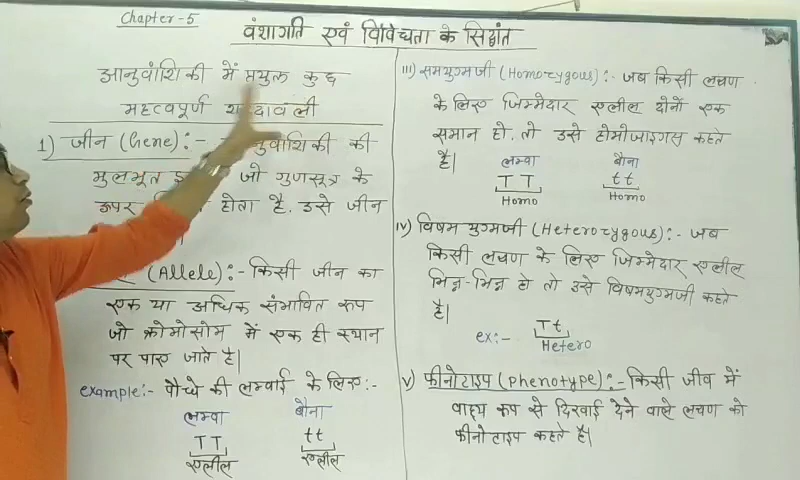 Chapter-5
वंशागति एवं विविधता के सिद्धांत
आनुवांशिकी में प्रयुक्त कुछ
महत्वपूर्ण
1) जीन (Gene):- की
मुलभूत जो गुणसूत्र के
ऊपर होता है. उसे जीन
(Allele):- किसी जीन का
एक या अधिक संभावित रूप
जो क्रोमोसोम में एक ही स्थान
पर पाए जाते है|
example:- पौधे की लम्बाई के लिए:-
लम्बा बौना
TT tt
एलील एलील
iii) समयुग्मजी (Homozygous):- जब किसी लक्षण
के लिए जिम्मेदार एलील दोनों एक
समान हो. तो उसे होमोजाइगस कहते
है|
लम्बा बौना
TT tt
Homo Homo
iv) विषम युग्मजी (Heterozygous):- जब
किसी लक्षण के लिए जिम्मेदार एलील
भिन्न-भिन्न हो तो उसे विषमयुग्मजी कहते
है|
ex:- Tt
Hetero
v) फीनोटाइप (phenotype):- किसी जीव में
वाह्य रूप से दिखाई देने वाले लक्षण को
फीनोटाइप कहते है|